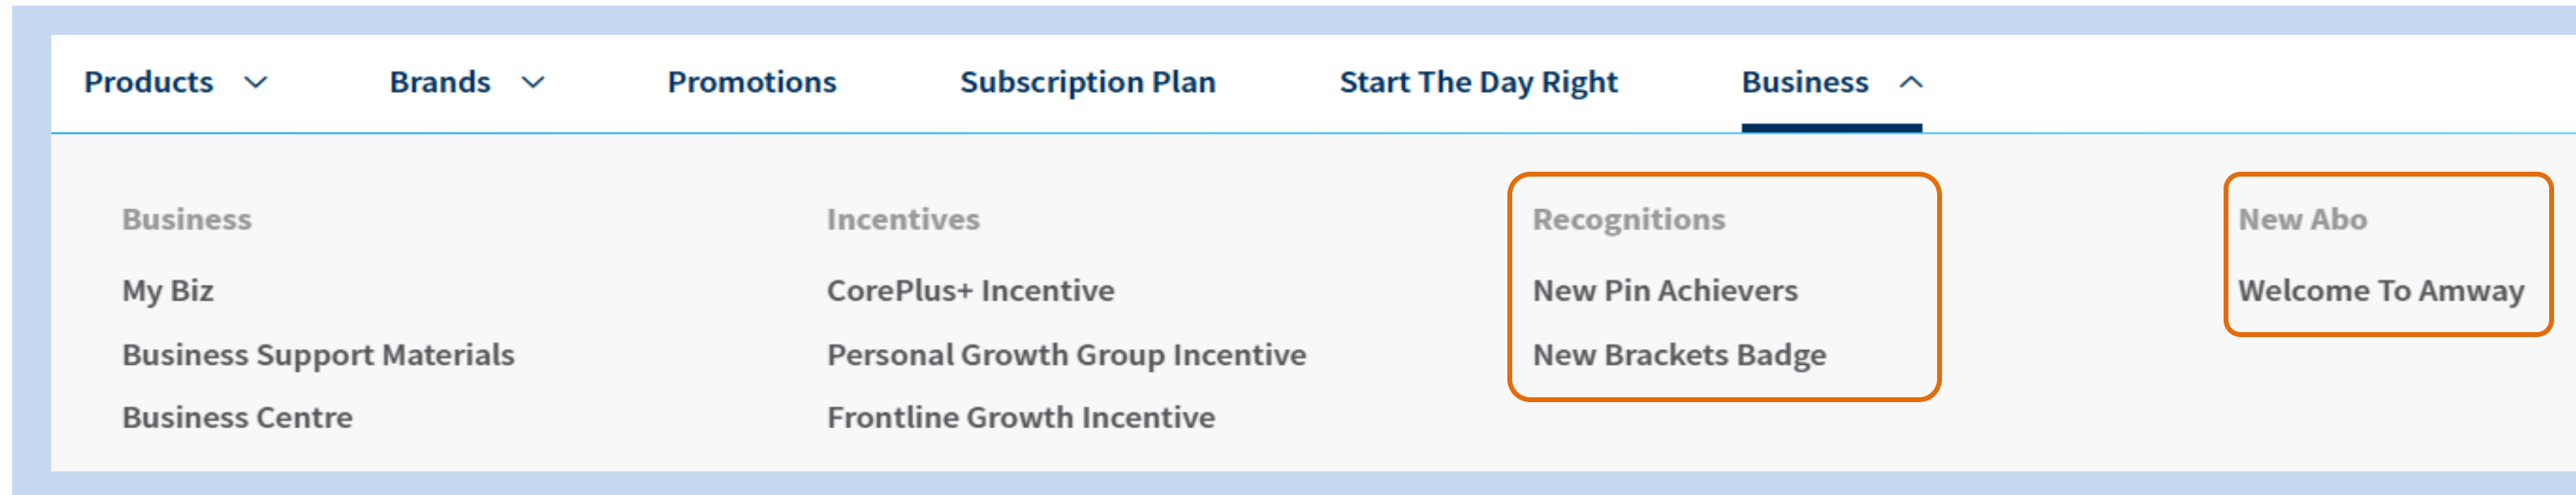 Products Brands Promotions Subscription Plan Start The Day Right Business
Business
My Biz
Business Support Materials
Business Centre
Incentives
CorePlus+ Incentive
Personal Growth Group Incentive
Frontline Growth Incentive
Recognitions
New Pin Achievers
New Brackets Badge
New Abo
Welcome To Amway